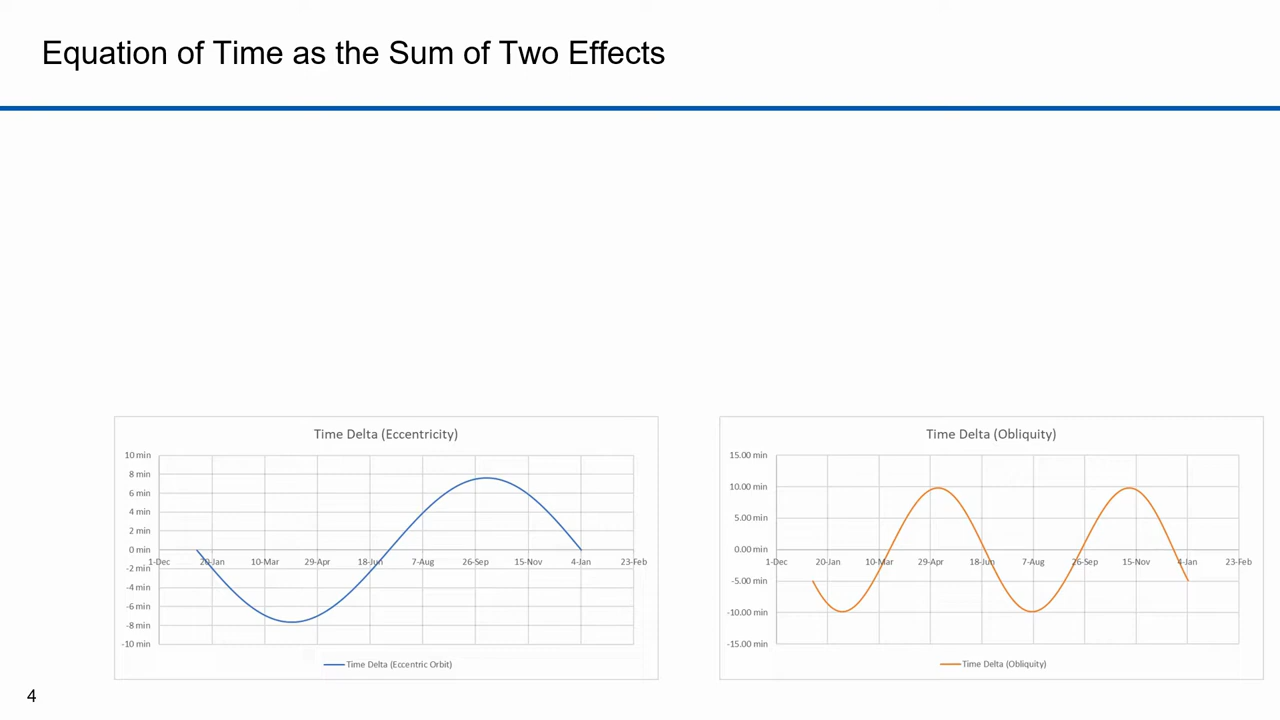 Equation of Time as the Sum of Two Effects
Time Delta (Eccentricity)
10 min
8 min
6 min
4 min
2 min
0 min
-2 min
-4 min
-6 min
-8 min
-10 min
1-Dec 20-Jan 10-Mar 29-Apr 18-Jun 7-Aug 26-Sep 15-Nov 4-Jan 23-Feb
Time Delta (Eccentric Orbit)
Time Delta (Obliquity)
15.00 min
10.00 min
5.00 min
0.00 min
-5.00 min
-10.00 min
-15.00 min
1-Dec 20-Jan 10-Mar 29-Apr 18-Jun 7-Aug 26-Sep 15-Nov 4-Jan 23-Feb
Time Delta (Obliquity)
4